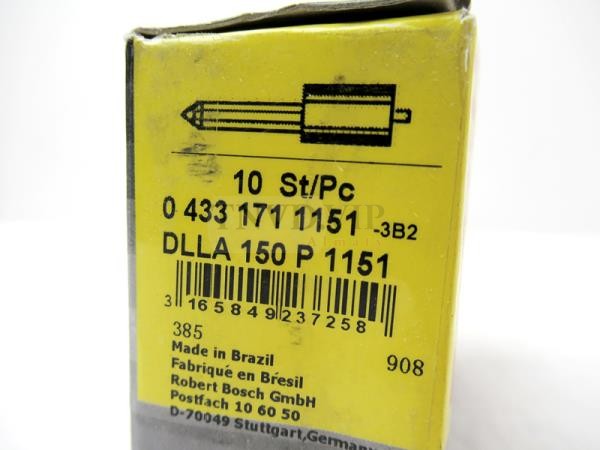 10 St/Pc
0 433 171 1151 -3B2
DLLA 150 P 1151
3 165849 237258
385
908
Made in Brazil
Fabriqué en Brésil
Robert Bosch GmbH
Postfach 10 60 50
D-70049 Stuttgart,Germany